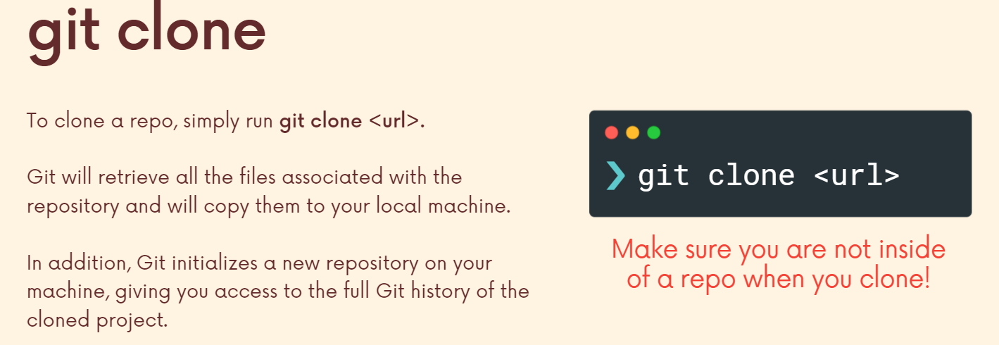 git clone
To clone a repo, simply run git clone <url>.
Git will retrieve all the files associated with the
repository and will copy them to your local machine.
In addition, Git initializes a new repository on your
machine, giving you access to the full Git history of the
cloned project.
❯ git clone <url>
Make sure you are not inside
of a repo when you clone!